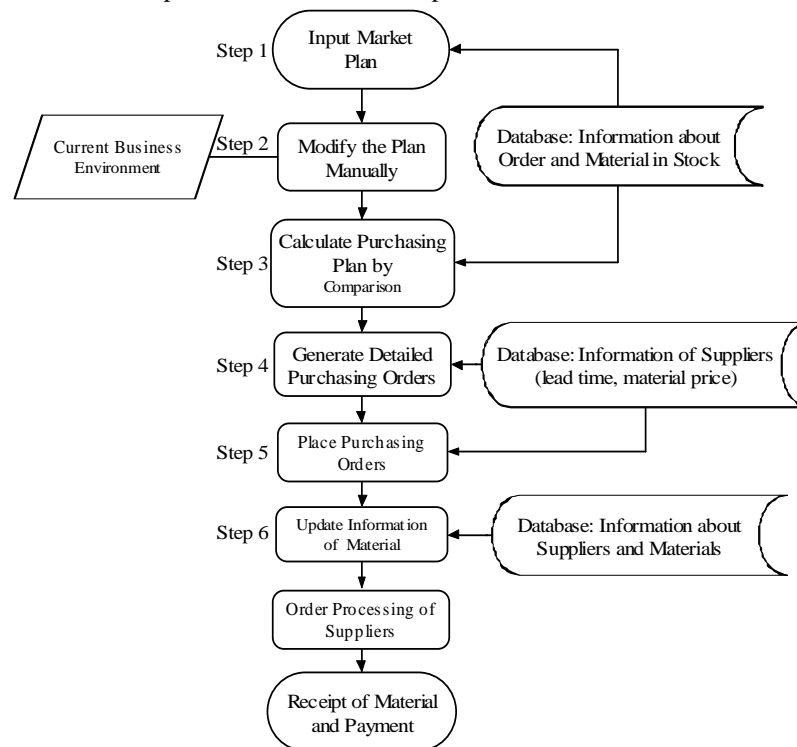 Step 1
Input Market
Plan
Current Business
Environment
Step 2
Modify the Plan
Manually
Database: Information about
Order and Material in Stock
Step 3
Calculate Purchasing
Plan by
Comparison
Step 4
Generate Detailed
Purchasing Orders
Database: Information of Suppliers
(lead time, material price)
Step 5
Place Purchasing
Orders
Step 6
Update Information
of Material
Database: Information about
Suppliers and Materials
Order Processing of
Suppliers
Receipt of Material
and Payment